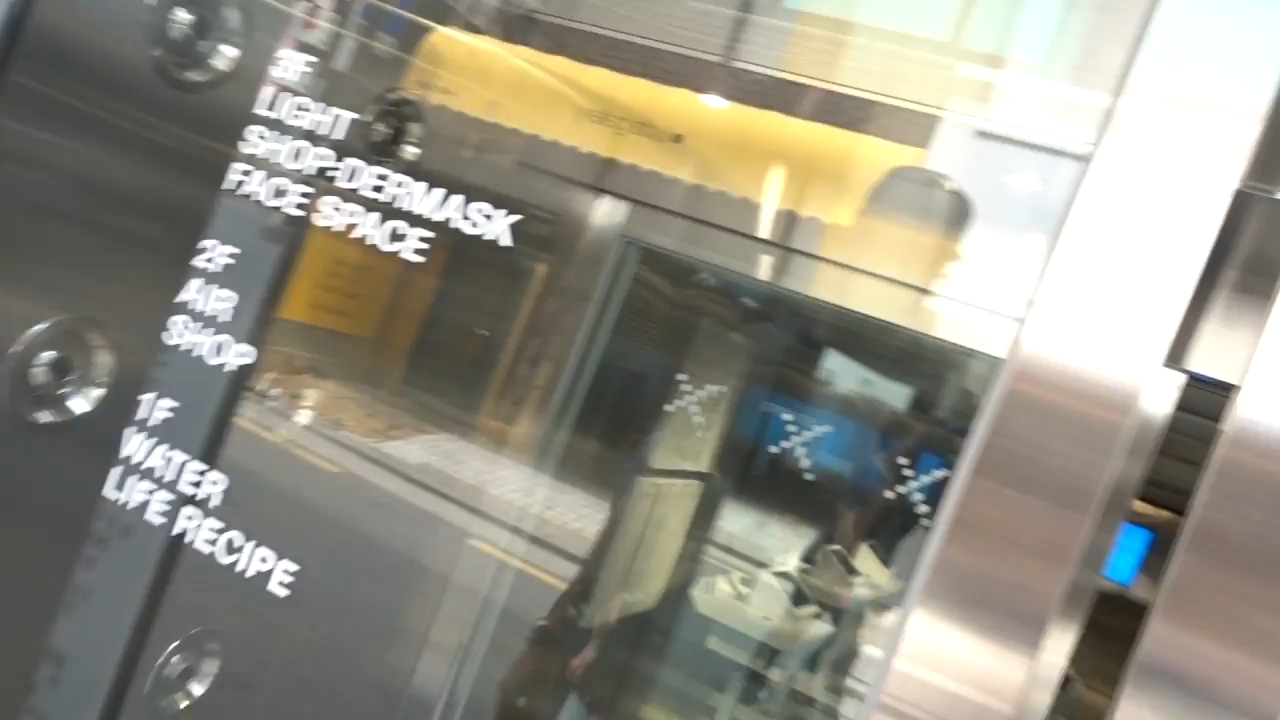 3F
LIGHT
SHOP:DERMASK
FACE SPACE
2F
AIR
SHOP
1F
WATER
LIFE RECIPE